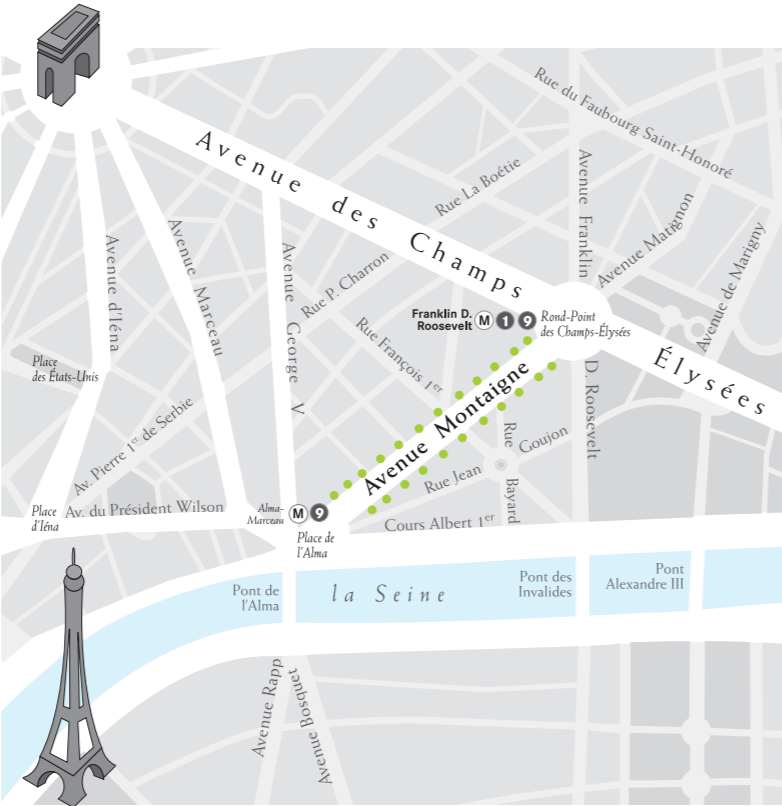 Rue du Faubourg Saint-Honoré
Avenue des Champs
Élysées
Rue La Boétie
Avenue Franklin
D. Roosevelt
Avenue Matignon
Avenue de Marigny
Avenue d'Iéna
Avenue Marceau
Avenue George V
Rue P. Charron
Franklin D.
Roosevelt
M 1 9
Rond-Point
des Champs-Élysées
Rue François 1er
Place
des États-Unis
Avenue Montaigne
Av. Pierre 1er de Serbie
Rue
Bayard
Rue Jean
Goujon
Place
d'Iéna
Av. du Président Wilson
Alma-
Marceau
M 9
Place de
l'Alma
Cours Albert 1er
Pont de
l'Alma
la Seine
Pont des
Invalides
Pont
Alexandre III
Avenue Rapp
Avenue Bosquet